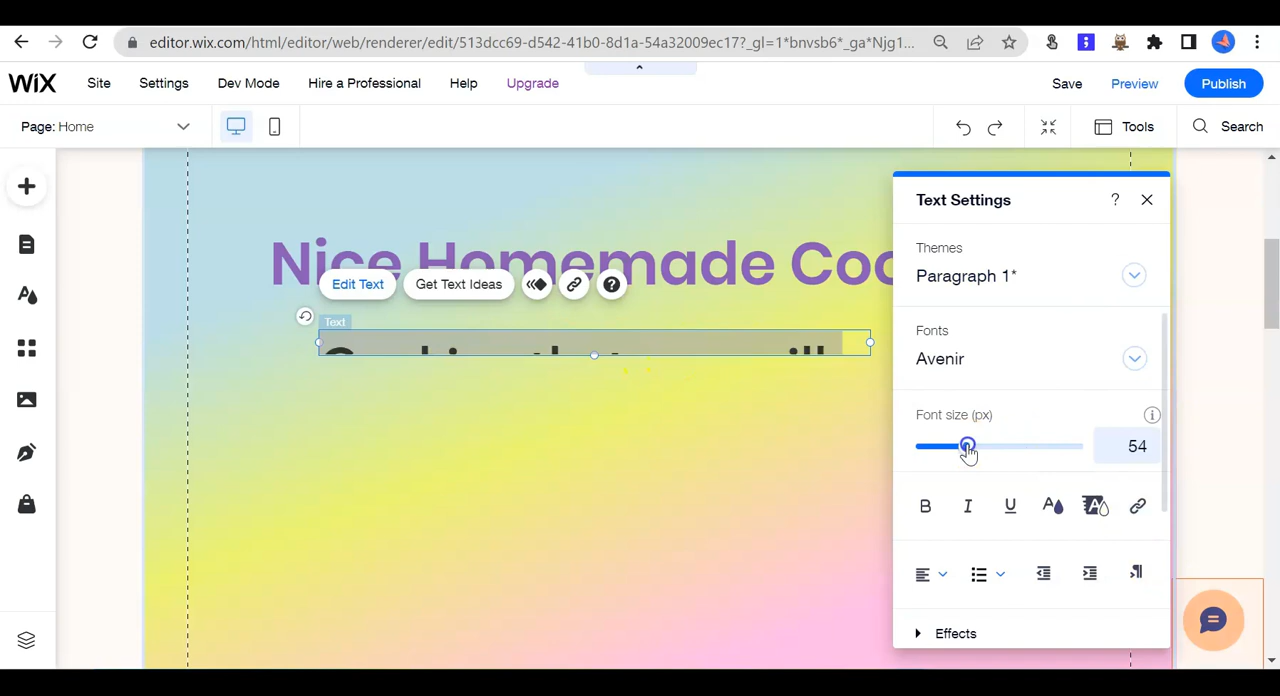 editor.wix.com/html/editor/web/renderer/edit/513dcc69-d542-41b0-8d1a-54a32009ec17?_gl=1*bnvsb6*_ga*Njg1...
WiX Site Settings Dev Mode Hire a Professional Help Upgrade Save Preview Publish
Page: Home Tools Search
Text Settings ?
Themes
Paragraph 1*
Nice Homemade
Edit Text Get Text Ideas ?
Text
Fonts
Avenir
Font size (px) i
54
B I U A A
Effects